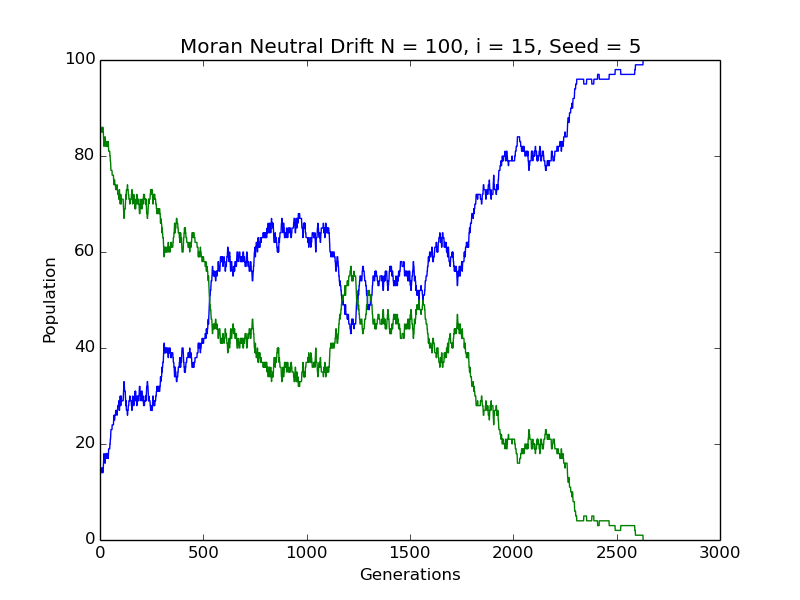 Moran Neutral Drift N = 100, i = 15, Seed = 5
100
80
60
40
20
0
Population
0 500 1000 1500 2000 2500 3000
Generations